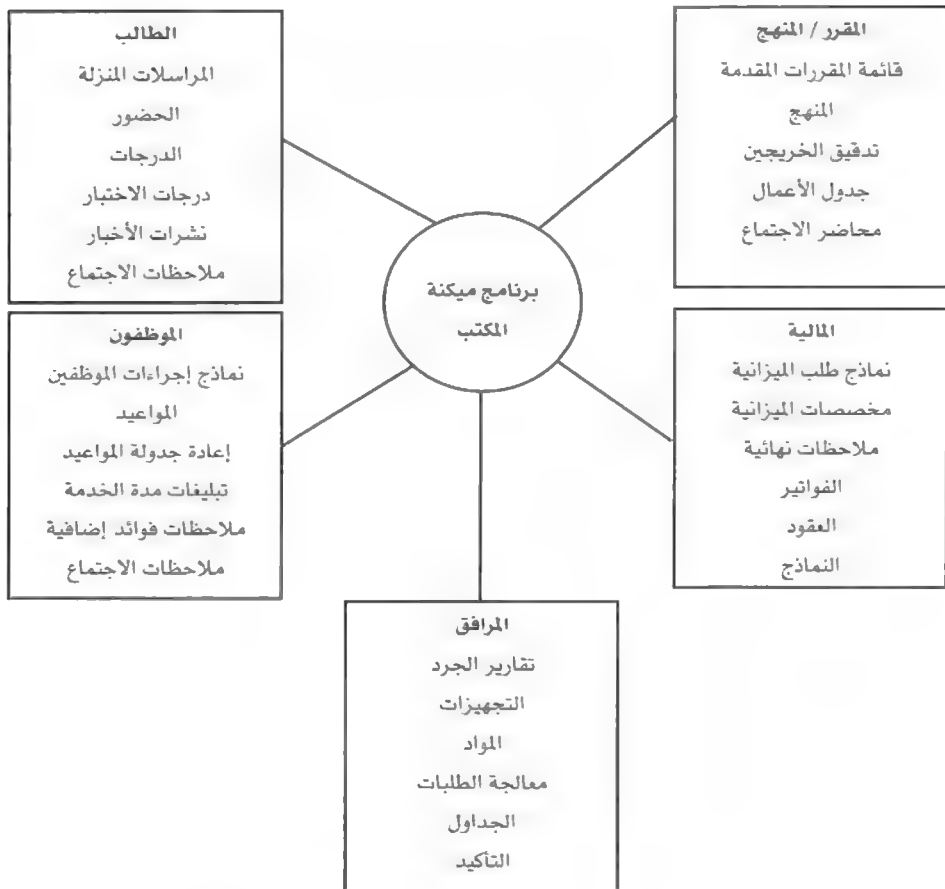 المقرر / المنهج
قائمة المقررات المقدمة
المنهج
تدقيق الخريجين
جدول الأعمال
محاضر الاجتماع
الطالب
المراسلات المنزلة
الحضور
الدرجات
درجات الاختبار
نشرات الأخبار
ملاحظات الاجتماع
برنامج ميكنة
المكتب
المالية
نماذج طلب الميزانية
مخصصات الميزانية
ملاحظات نهائية
الفواتير
العقود
النماذج
الموظفون
نماذج إجراءات الموظفين
المواعيد
إعادة جدولة المواعيد
تبليغات مدة الخدمة
ملاحظات فوائد إضافية
ملاحظات الاجتماع
المرافق
تقارير الجرد
التجهيزات
المواد
معالجة الطلبات
الجداول
التأكيد